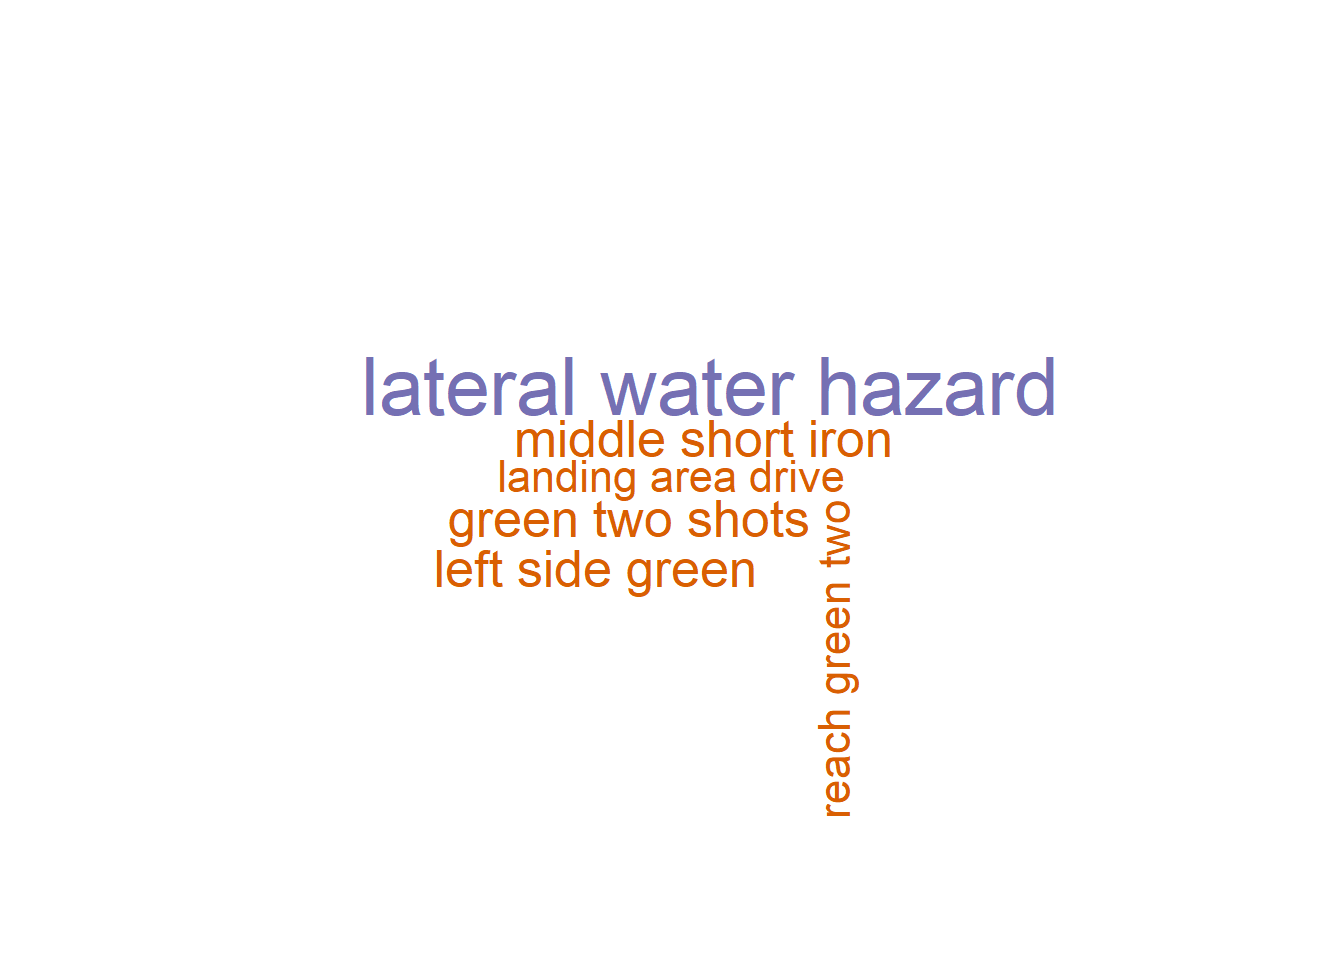 lateral water hazard
middle short iron
landing area drive
green two shots
left side green
reach green two